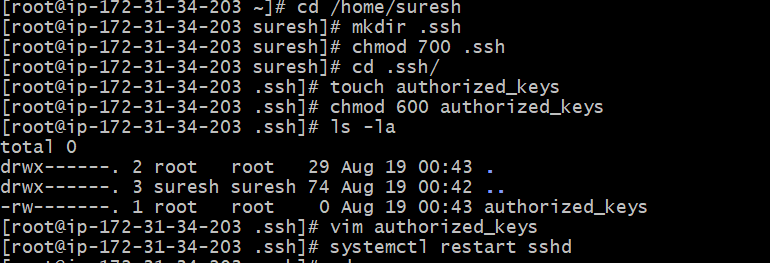 [root@ip-172-31-34-203 ~]# cd /home/suresh
[root@ip-172-31-34-203 suresh]# mkdir .ssh
[root@ip-172-31-34-203 suresh]# chmod 700 .ssh
[root@ip-172-31-34-203 suresh]# cd .ssh/
[root@ip-172-31-34-203 .ssh]# touch authorized_keys
[root@ip-172-31-34-203 .ssh]# chmod 600 authorized_keys
[root@ip-172-31-34-203 .ssh]# ls -la
total 0
drwx------. 2 root   root   29 Aug 19 00:43 .
drwx------. 3 suresh suresh 74 Aug 19 00:42 ..
-rw-------. 1 root   root    0 Aug 19 00:43 authorized_keys
[root@ip-172-31-34-203 .ssh]# vim authorized_keys
[root@ip-172-31-34-203 .ssh]# systemctl restart sshd